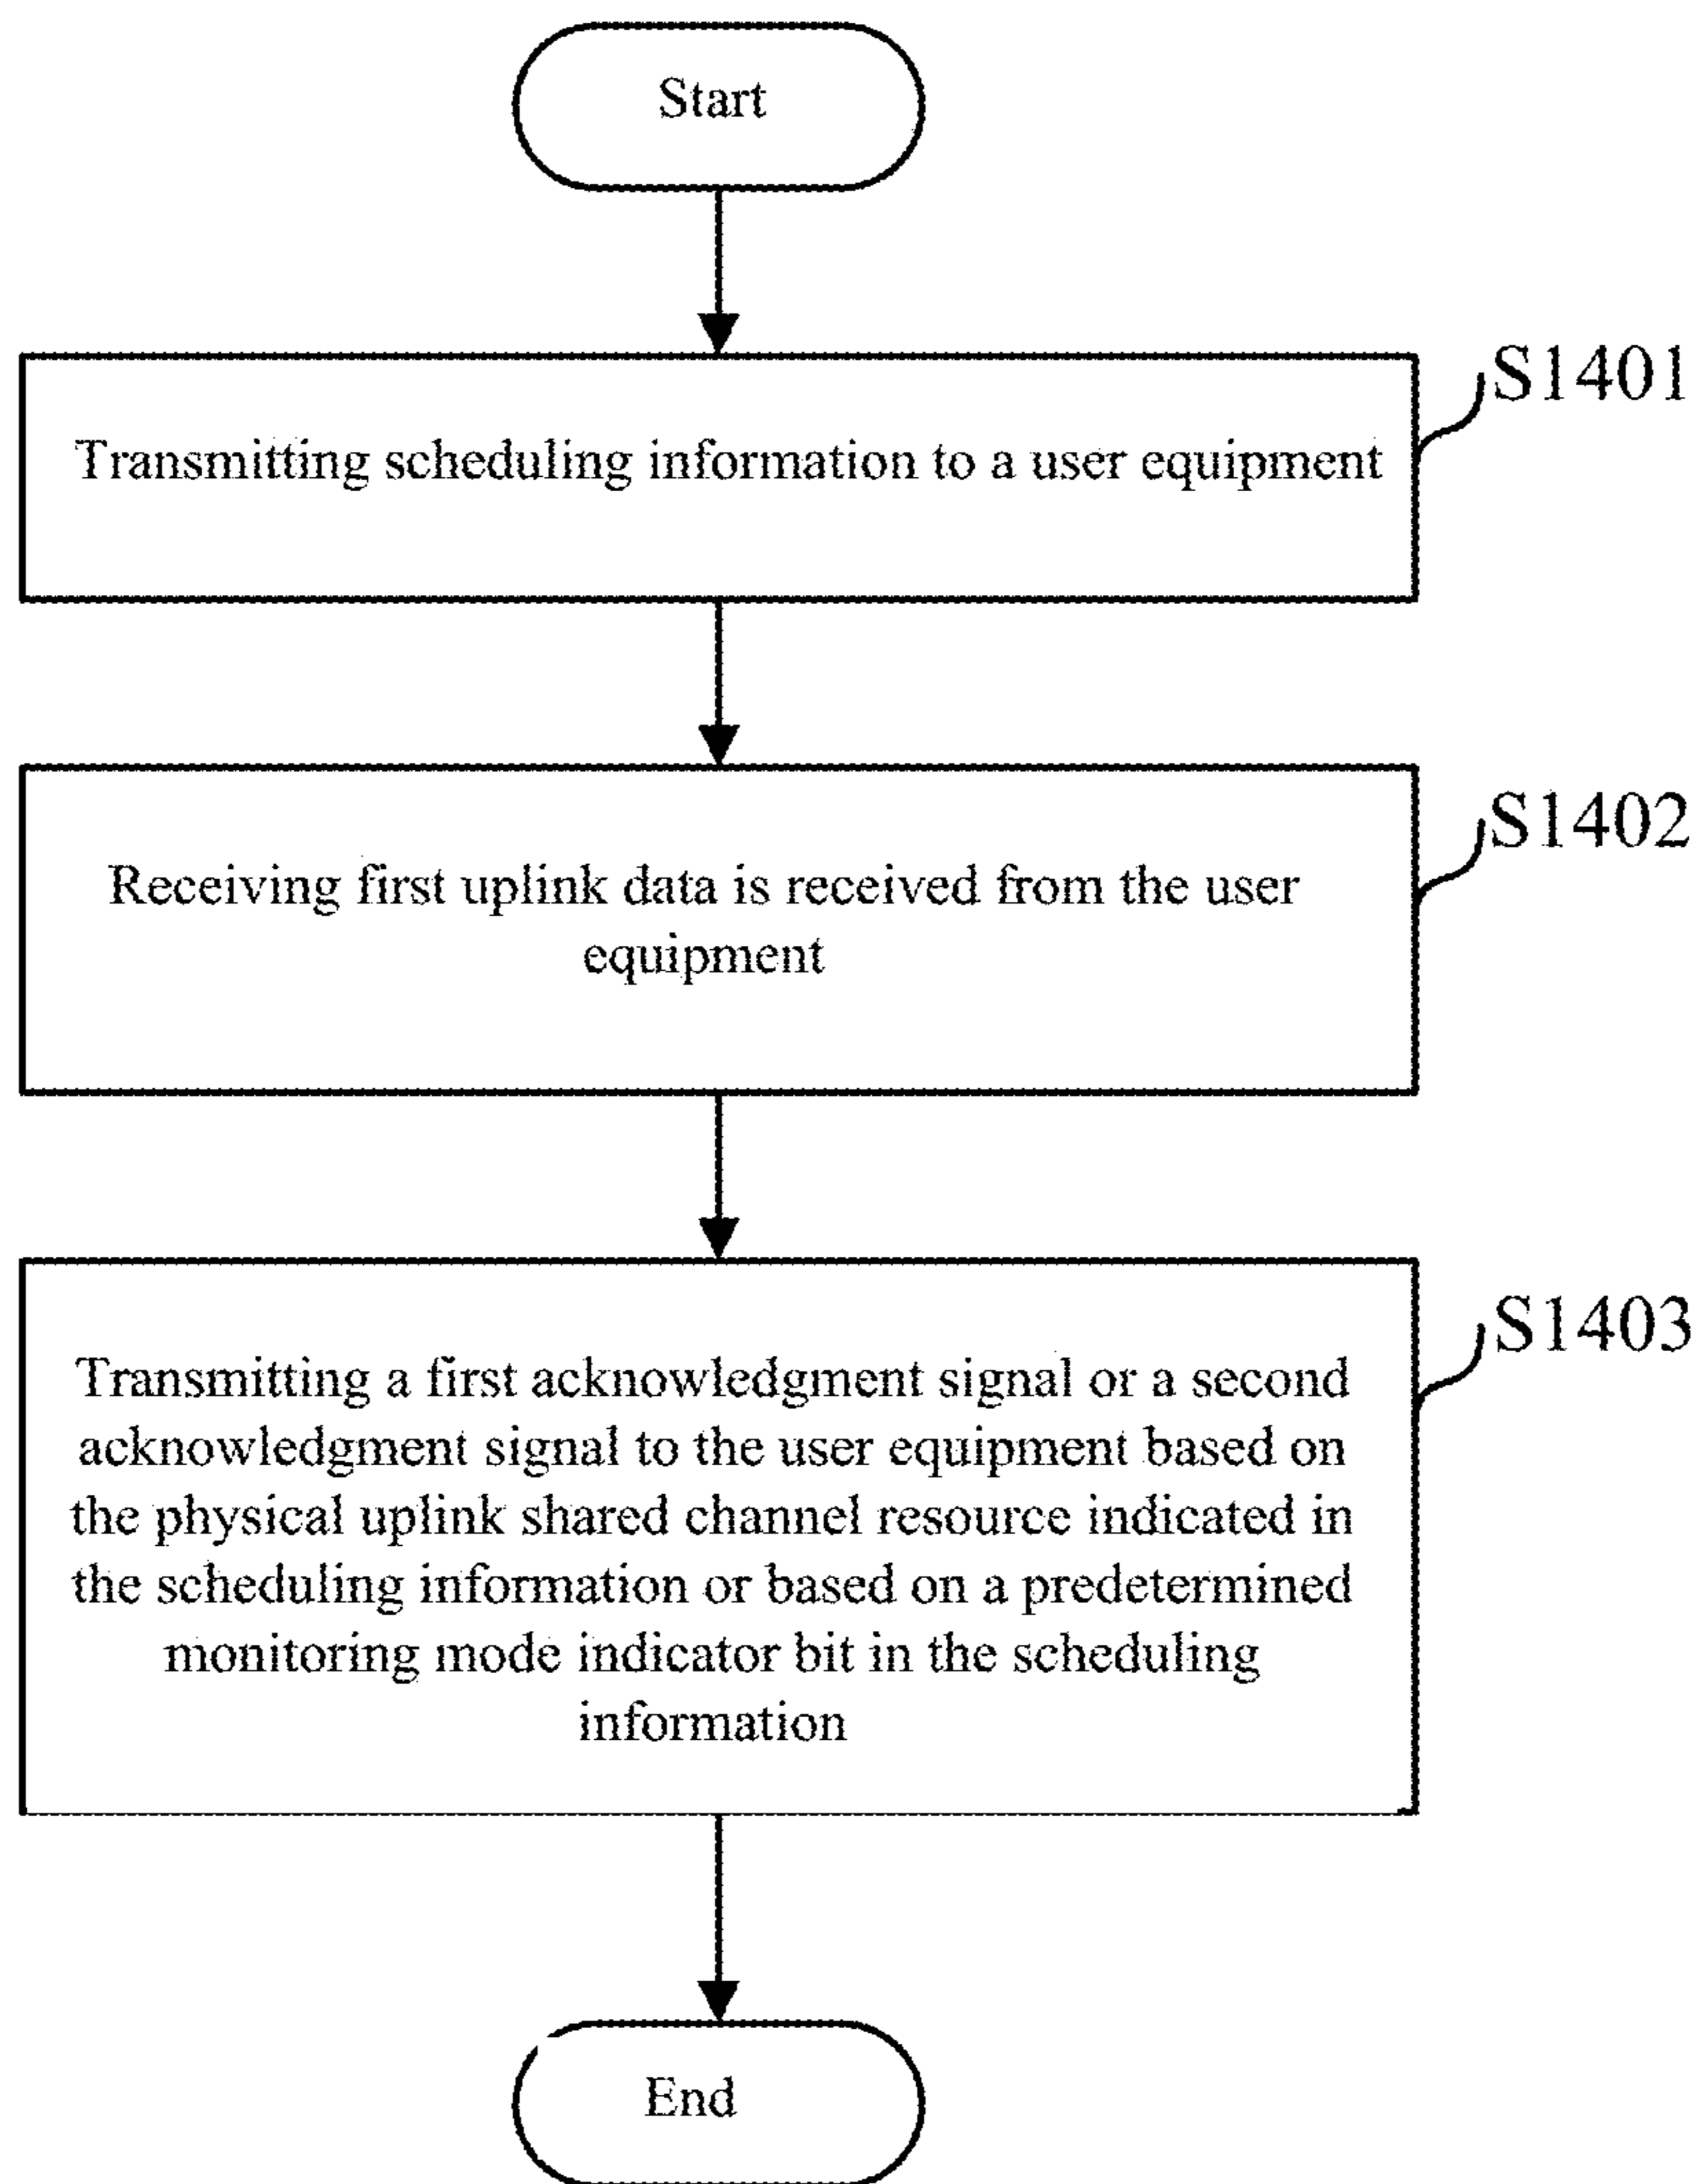 Start
S1401
Transmitting scheduling information to a user equipment
S1402
Receiving first uplink data is received from the user
equipment
S1403
Transmitting a first acknowledgment signal or a second
acknowledgment signal to the user equipment based on
the physical uplink shared channel resource indicated in
the scheduling information or based on a predetermined
monitoring mode indicator bit in the scheduling
information
End